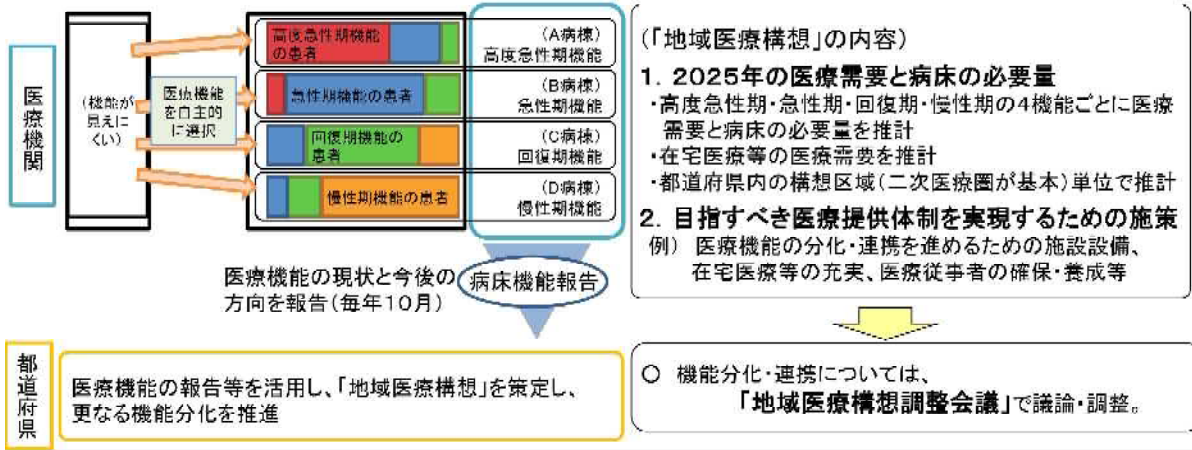 医療機関
(機能が
見えに
くい)
医療機能
を自主的
に選択
高度急性期機能
の患者
(A病棟)
高度急性期機能
急性期機能の患者
(B病棟)
急性期機能
回復期機能の
患者
(C病棟)
回復期機能
慢性期機能の患者
(D病棟)
慢性期機能
医療機能の現状と今後の
方向を報告(毎年10月)
病床機能報告
都道府県
医療機能の報告等を活用し、「地域医療構想」を策定し、
更なる機能分化を推進
(「地域医療構想」の内容)
1. 2025年の医療需要と病床の必要量
・高度急性期・急性期・回復期・慢性期の4機能ごとに医療
需要と病床の必要量を推計
・在宅医療等の医療需要を推計
・都道府県内の構想区域(二次医療圏が基本)単位で推計
2. 目指すべき医療提供体制を実現するための施策
例) 医療機能の分化・連携を進めるための施設設備、
在宅医療等の充実、医療従事者の確保・養成等
○ 機能分化・連携については、
「地域医療構想調整会議」で議論・調整。